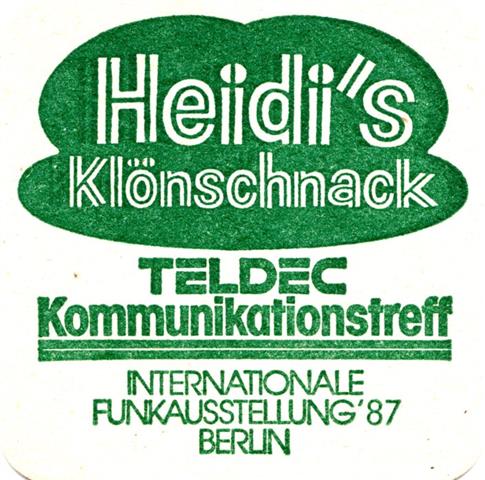 Heidi"s
Klönschnack
TELDEC
Kommunikationstreff
INTERNATIONALE
FUNKAUSSTELLUNG'87
BERLIN